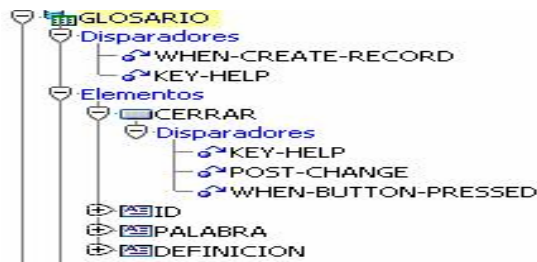 GLOSARIO
Disparadores
WHEN-CREATE-RECORD
KEY-HELP
Elementos
CERRAR
Disparadores
KEY-HELP
POST-CHANGE
WHEN-BUTTON-PRESSED
ID
PALABRA
DEFINICION